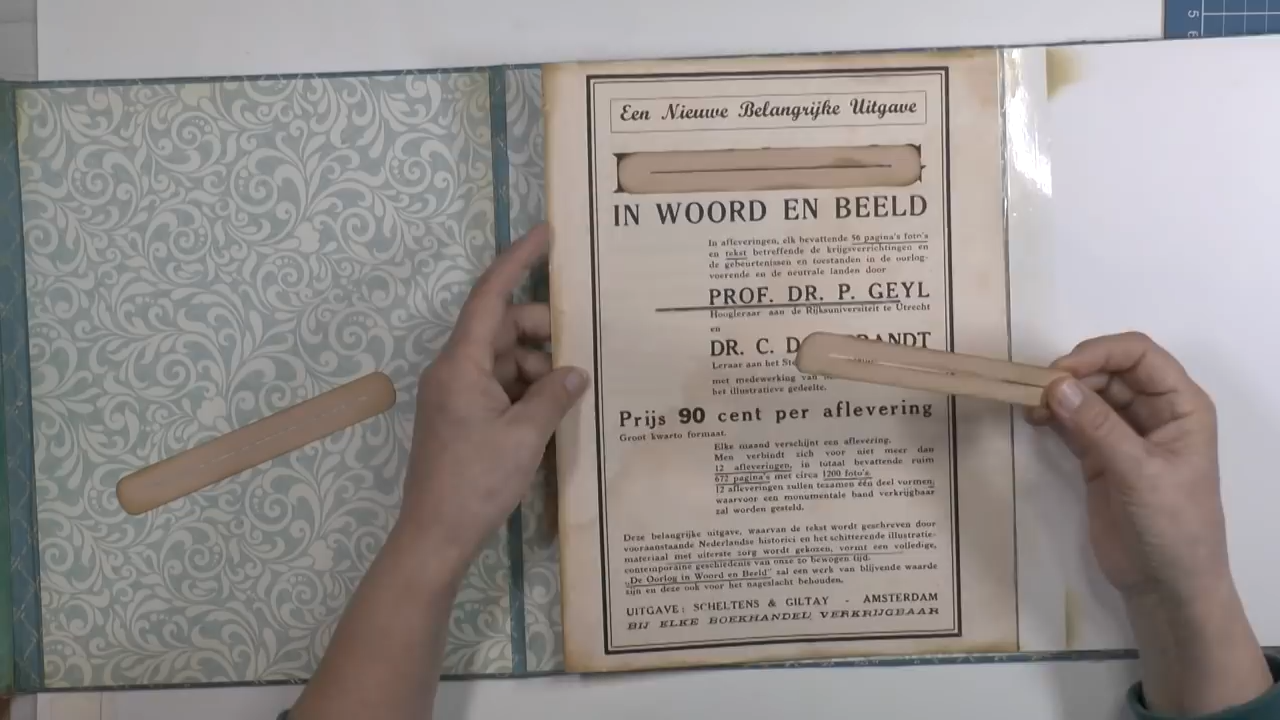 5
6
Een Nieuwe Belangrijke Uitgave
IN WOORD EN BEELD
In afleveringen, elk bevattende 56 pagina's foto's
en tekst betreffende de krijgsverrichtingen en
de gebeurtenissen en toestanden in de oorlog-
voerende en de neutrale landen door
PROF. DR. P. GEYL
Hoogleraar aan de Rijksuniversiteit te Utrecht
en
DR. C. D.
Leraar aan het
met medewerking van
het illustratieve gedeelte.
Prijs 90 cent per aflevering
Groot kwarto formaat.
Elke maand verschijnt een aflevering.
Men verbindt zich voor niet meer dan
12 afleveringen, in totaal bevattende ruim
672 pagina's met circa 1200 foto's.
12 afleveringen zullen tezamen één deel vormen,
waarvoor een monumentale band verkrijgbaar
zal worden gesteld.
Deze belangrijke uitgave, waarvan de tekst wordt geschreven door
vooraanstaande Nederlandse historici en het schitterende illustratie-
materiaal met uiterste zorg wordt gekozen, vormt een volledige,
contemporaine geschiedenis van onze zo bewogen tijd.
„De Oorlog in Woord en Beeld" zal een werk van blijvende waarde
zijn en deze ook voor het nageslacht behouden.
UITGAVE: SCHELTENS & GILTAY - AMSTERDAM
BIJ ELKE BOEKHANDEL VERKRIJGBAAR